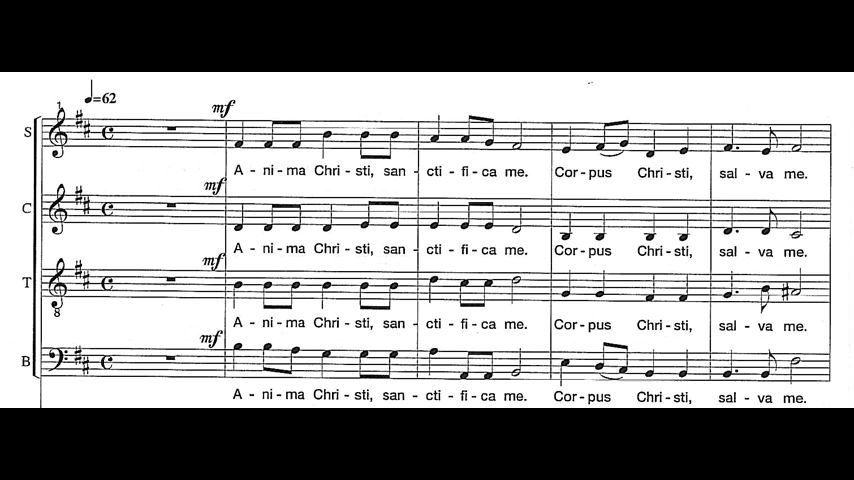 1
♩=62
mf
S
A - ni - ma Chri - sti, san - cti - fi - ca me. Cor - pus Chri - sti, sal - va me.
mf
C
A - ni - ma Chri - sti, san - cti - fi - ca me. Cor - pus Chri - sti, sal - va me.
mf
T
8
A - ni - ma Chri - sti, san - cti - fi - ca me. Cor - pus Chri - sti, sal - va me.
mf
B
A - ni - ma Chri - sti, san - cti - fi - ca me. Cor - pus Chri - sti, sal - va me.